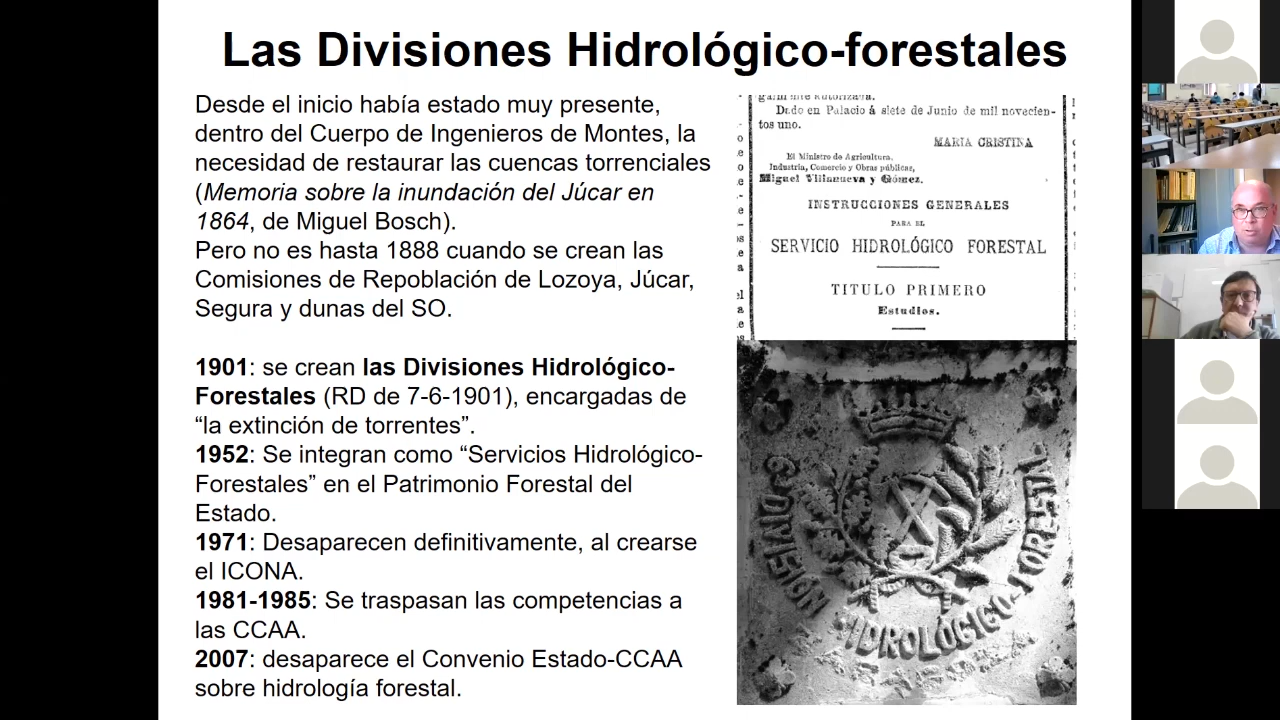 Las Divisiones Hidrológico-forestales
Desde el inicio había estado muy presente,
dentro del Cuerpo de Ingenieros de Montes, la
necesidad de restaurar las cuencas torrenciales
(Memoria sobre la inundación del Júcar en
1864, de Miguel Bosch).
Pero no es hasta 1888 cuando se crean las
Comisiones de Repoblación de Lozoya, Júcar,
Segura y dunas del SO.
1901: se crean las Divisiones Hidrológico-
Forestales (RD de 7-6-1901), encargadas de
“la extinción de torrentes”.
1952: Se integran como “Servicios Hidrológico-
Forestales” en el Patrimonio Forestal del
Estado.
1971: Desaparecen definitivamente, al crearse
el ICONA.
1981-1985: Se traspasan las competencias a
las CCAA.
2007: desaparece el Convenio Estado-CCAA
sobre hidrología forestal.
autorizada.
Dado en Palacio á siete de Junio de mil novecien-
tos uno.
MARIA CRISTINA
El Ministro de Agricultura,
Industria, Comercio y Obras públicas,
Miguel Villanueva y Gómez.
INSTRUCCIONES GENERALES
PARA EL
SERVICIO HIDROLÓGICO FORESTAL
TITULO PRIMERO
Estudios.
DIVISIÓN HIDROLÓGICO-FORESTAL